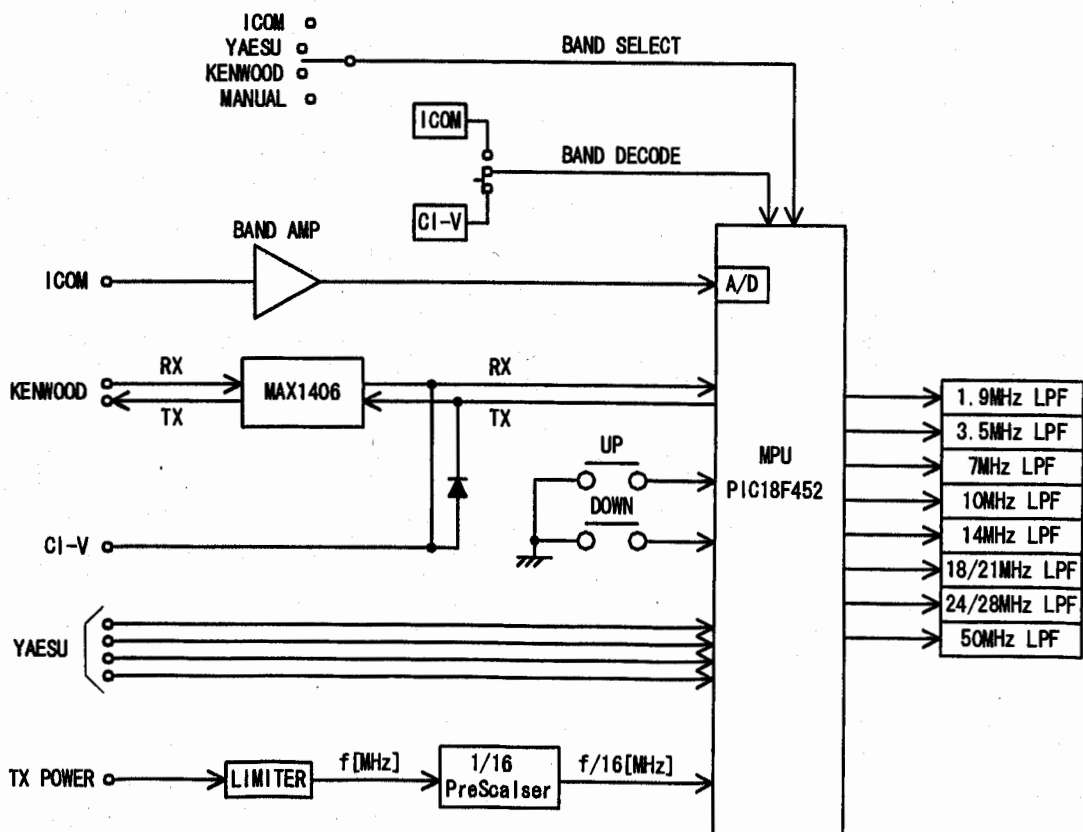 ICOM
YAESU
KENWOOD
MANUAL
BAND SELECT
ICOM
BAND DECODE
CI-V
BAND AMP
ICOM
A/D
KENWOOD
RX
TX
MAX1406
RX
TX
UP
DOWN
MPU
PIC18F452
1.9MHz LPF
3.5MHz LPF
7MHz LPF
10MHz LPF
14MHz LPF
18/21MHz LPF
24/28MHz LPF
50MHz LPF
CI-V
YAESU
TX POWER
LIMITER
f[MHz]
1/16
PreScalser
f/16[MHz]